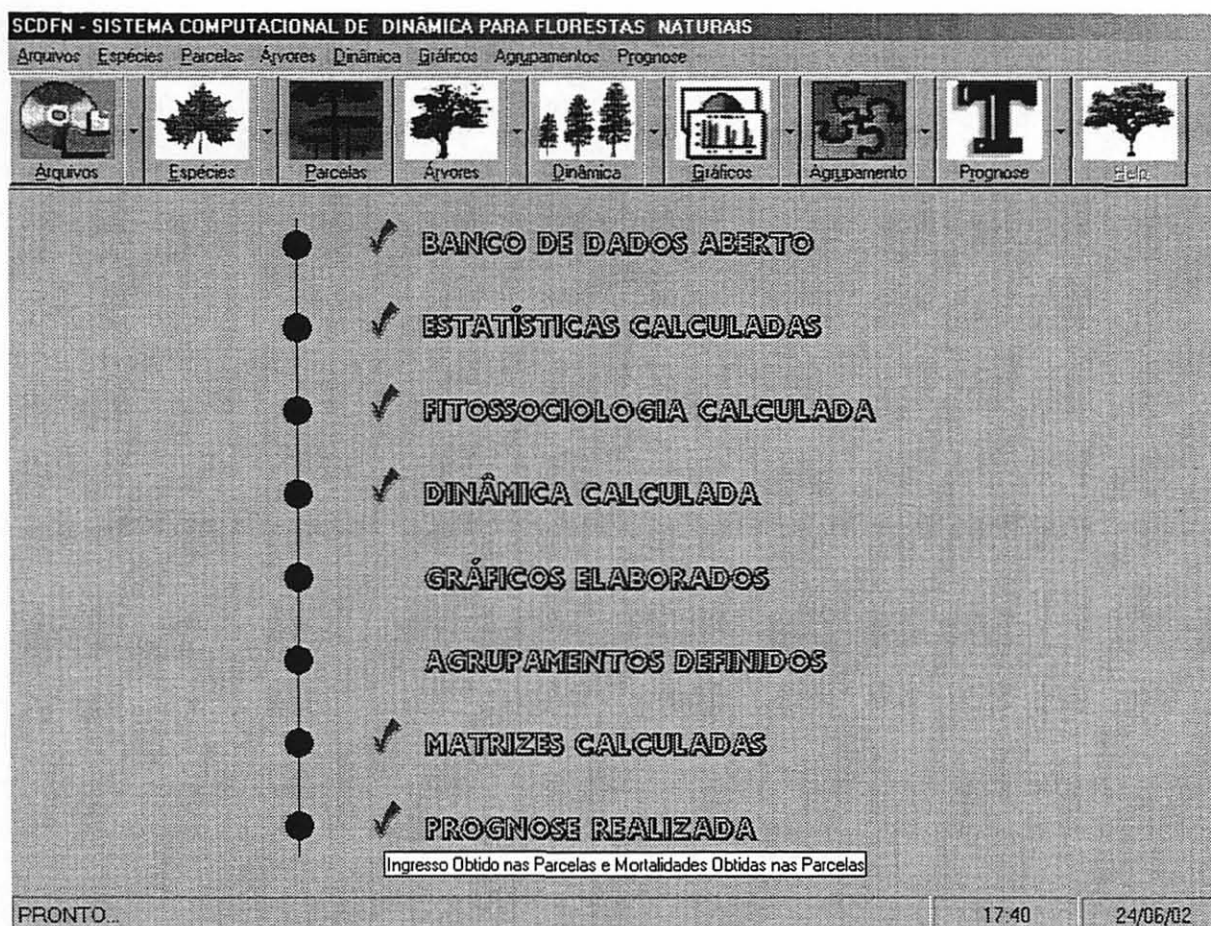 SCDFN - SISTEMA COMPUTACIONAL DE DINÂMICA PARA FLORESTAS NATURAIS
Arquivos Espécies Parcelas Árvores Dinâmica Gráficos Agrupamentos Prognose
Arquivos Espécies Parcelas Árvores Dinâmica Gráficos Agrupamento Prognose Help
BANCO DE DADOS ABERTO
ESTATÍSTICAS CALCULADAS
FITOSSOCIOLOGIA CALCULADA
DINÂMICA CALCULADA
GRÁFICOS ELABORADOS
AGRUPAMENTOS DEFINIDOS
MATRIZES CALCULADAS
PROGNOSE REALIZADA
Ingresso Obtido nas Parcelas e Mortalidades Obtidas nas Parcelas
PRONTO... 17:40 24/06/02